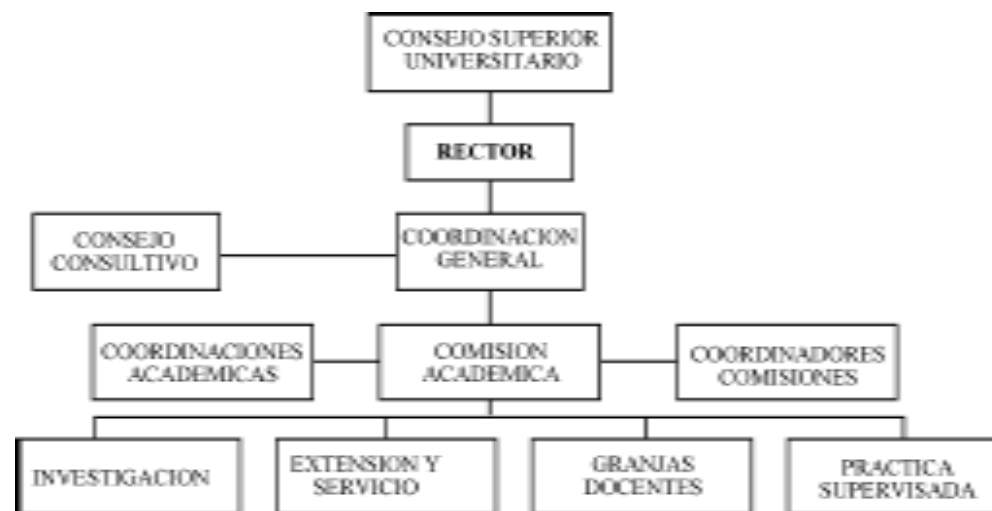 CONSEJO SUPERIOR
UNIVERSITARIO
RECTOR
CONSEJO
CONSULTIVO
COORDINACION
GENERAL
COORDINACIONES
ACADEMICAS
COMISION
ACADEMICA
COORDINADORES
COMISIONES
INVESTIGACION
EXTENSION Y
SERVICIO
GRANJAS
DOCENTES
PRACTICA
SUPERVISADA